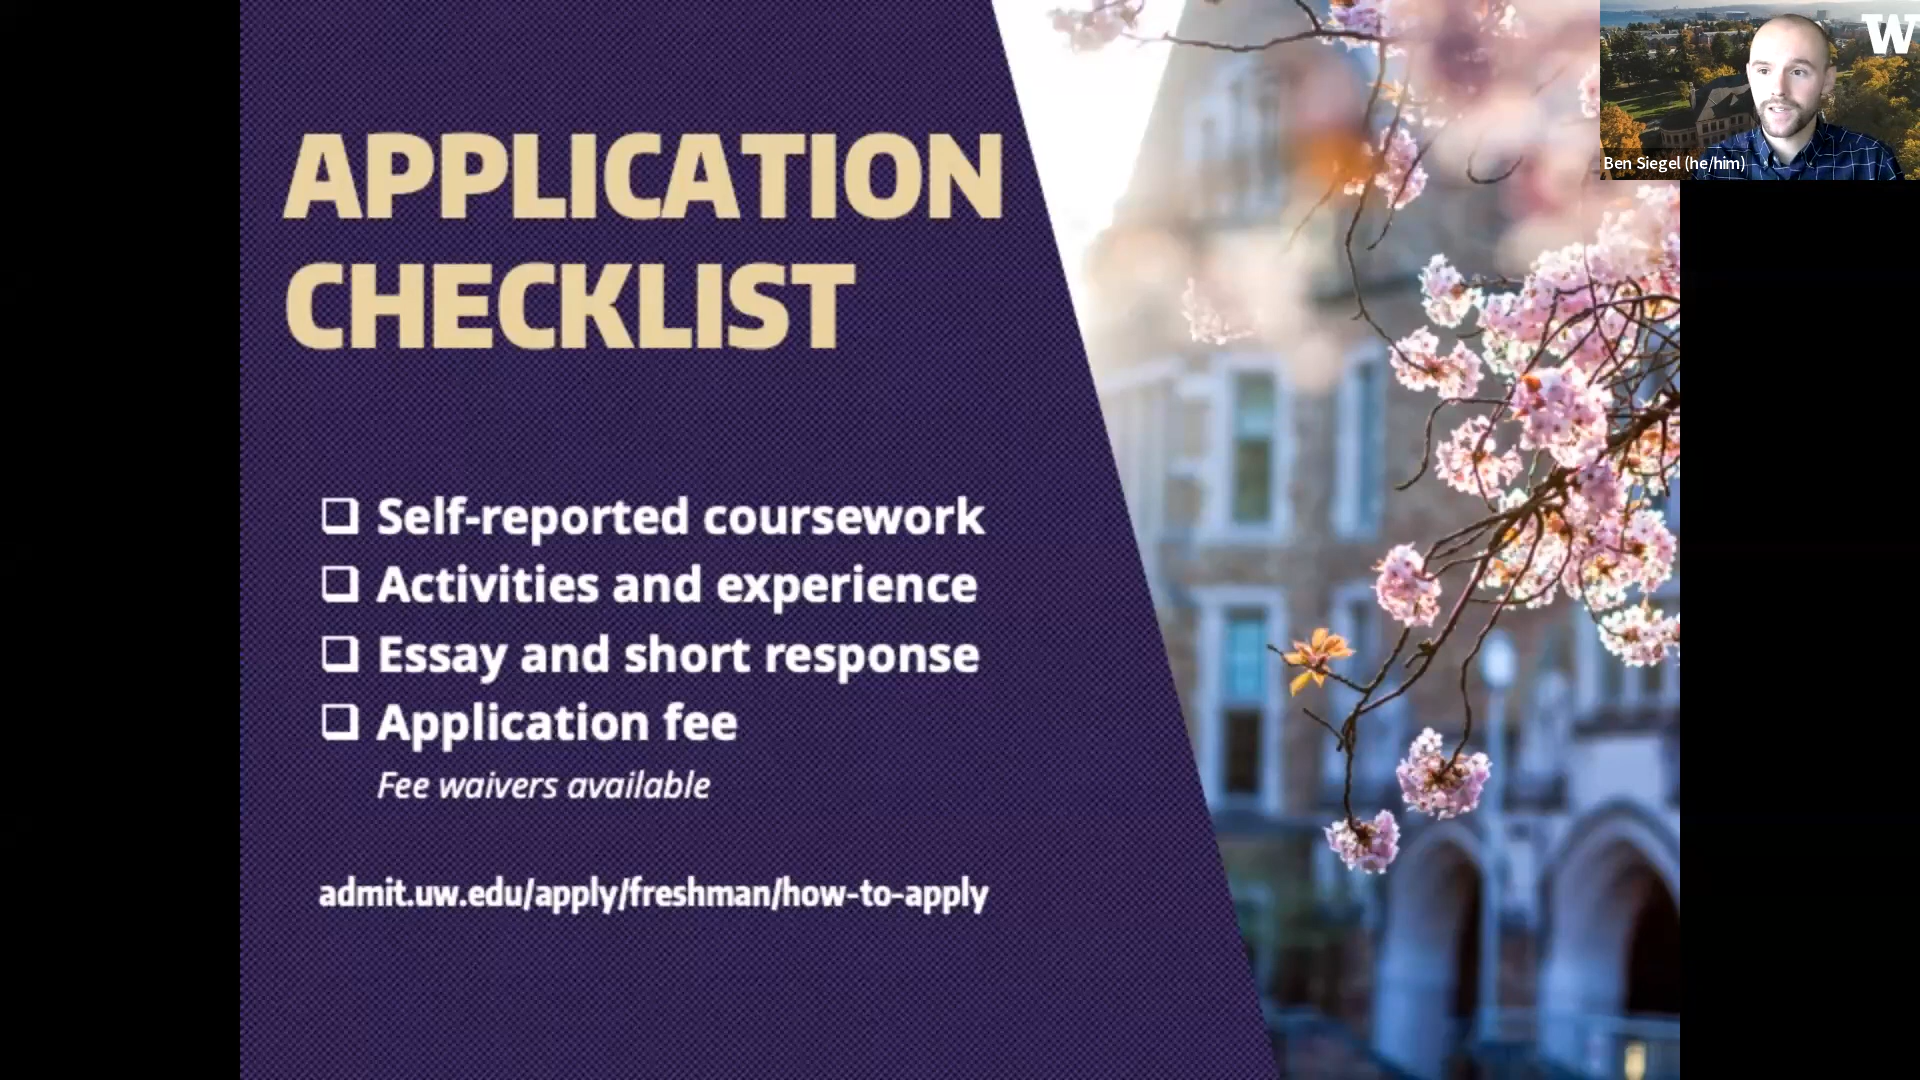 APPLICATION
CHECKLIST
❑ Self-reported coursework
❑ Activities and experience
❑ Essay and short response
❑ Application fee
Fee waivers available
admit.uw.edu/apply/freshman/how-to-apply
W
Ben Siegel (he/him)